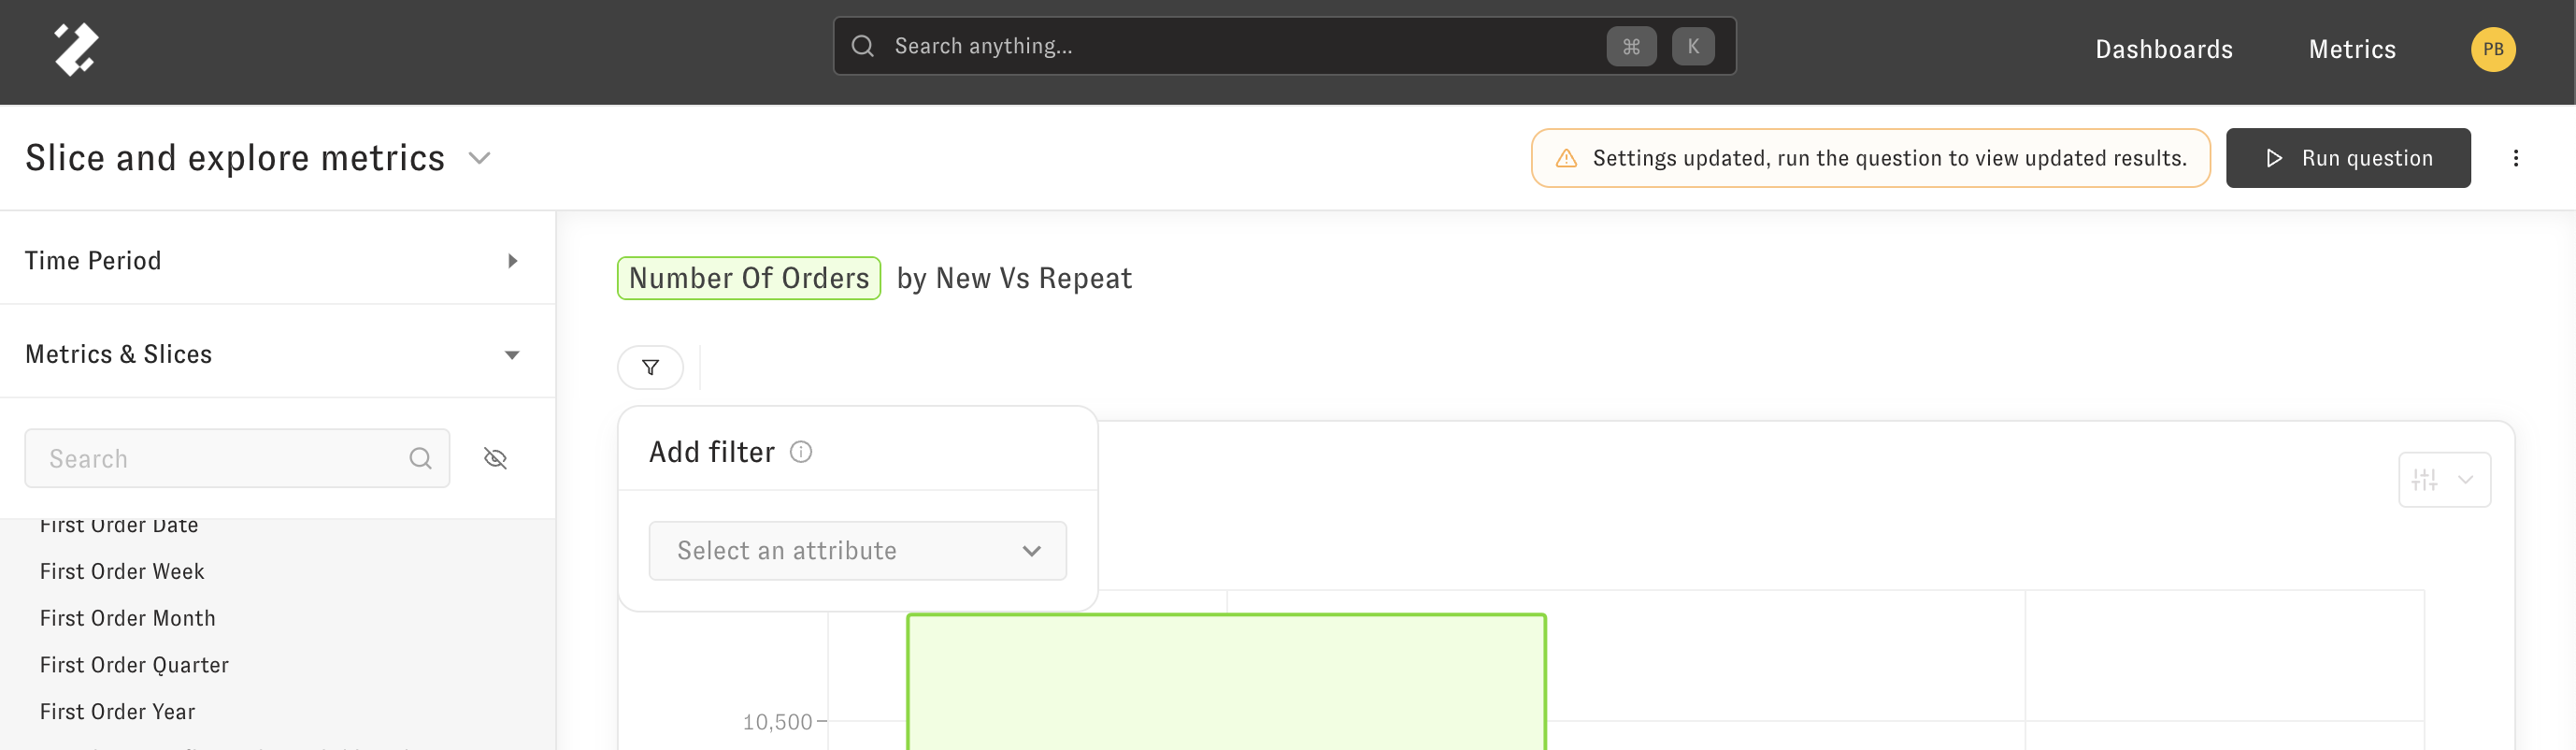 Search anything...
⌘ K
Dashboards
Metrics
PB
Slice and explore metrics
Settings updated, run the question to view updated results.
Run question
Time Period
Metrics & Slices
Search
First Order Date
First Order Week
First Order Month
First Order Quarter
First Order Year
Number Of Orders by New Vs Repeat
Add filter
Select an attribute
10,500